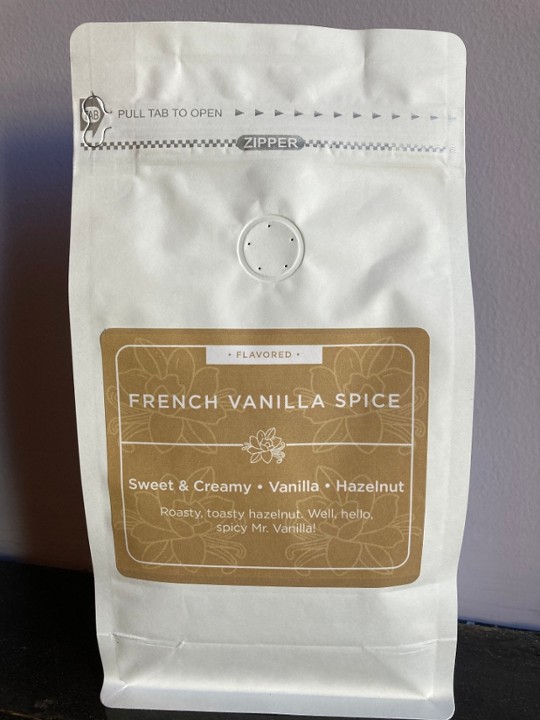 TAB PULL TAB TO OPEN
ZIPPER
• FLAVORED •
FRENCH VANILLA SPICE
Sweet & Creamy • Vanilla • Hazelnut
Roasty, toasty hazelnut. Well, hello,
spicy Mr. Vanilla!